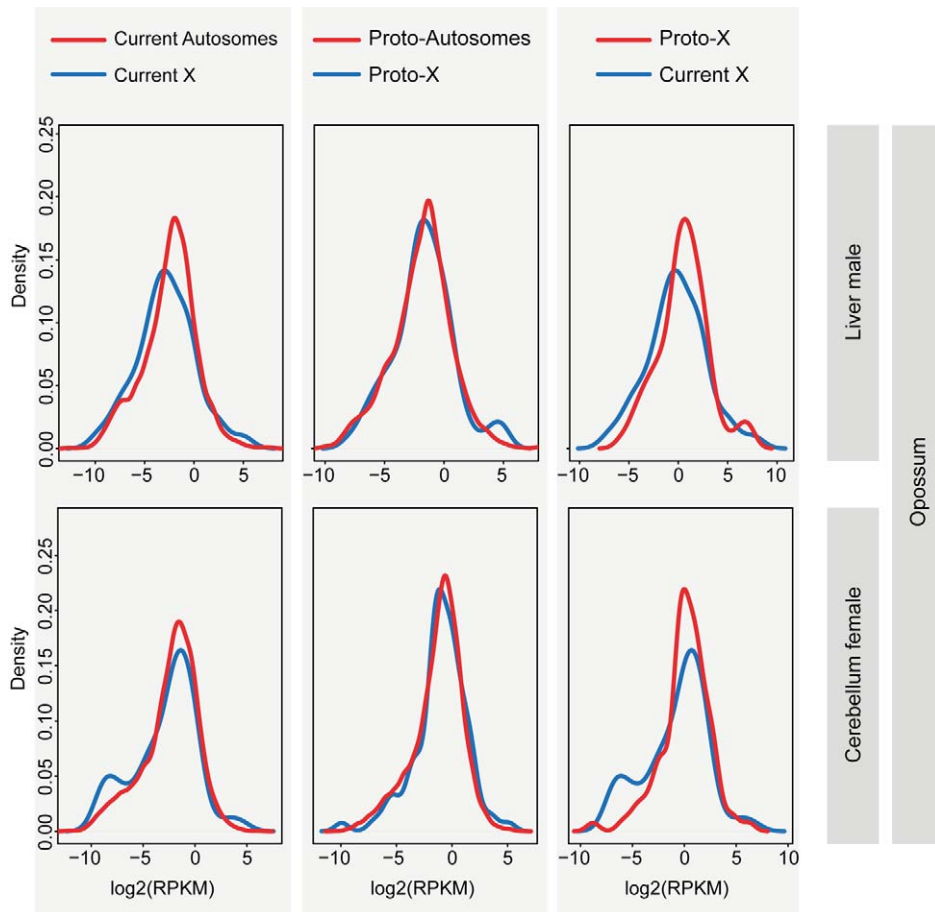 Current Autosomes
Current X
Proto-Autosomes
Proto-X
Proto-X
Current X
Density
0.00 0.05 0.10 0.15 0.20 0.25
−10 −5 0 5
−10 −5 0 5
−10 −5 0 5 10
Liver male
Density
0.00 0.05 0.10 0.15 0.20 0.25
−10 −5 0 5
−10 −5 0 5
−10 −5 0 5 10
log2(RPKM)
log2(RPKM)
log2(RPKM)
Cerebellum female
Opossum